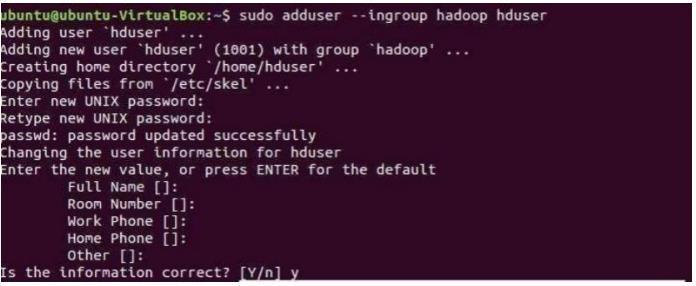 ubuntu@ubuntu-VirtualBox:~$ sudo adduser --ingroup hadoop hduser
Adding user `hduser' ...
Adding new user `hduser' (1001) with group `hadoop' ...
Creating home directory `/home/hduser' ...
Copying files from `/etc/skel' ...
Enter new UNIX password:
Retype new UNIX password:
passwd: password updated successfully
Changing the user information for hduser
Enter the new value, or press ENTER for the default
Full Name []:
Room Number []:
Work Phone []:
Home Phone []:
Other []:
Is the information correct? [Y/n] y